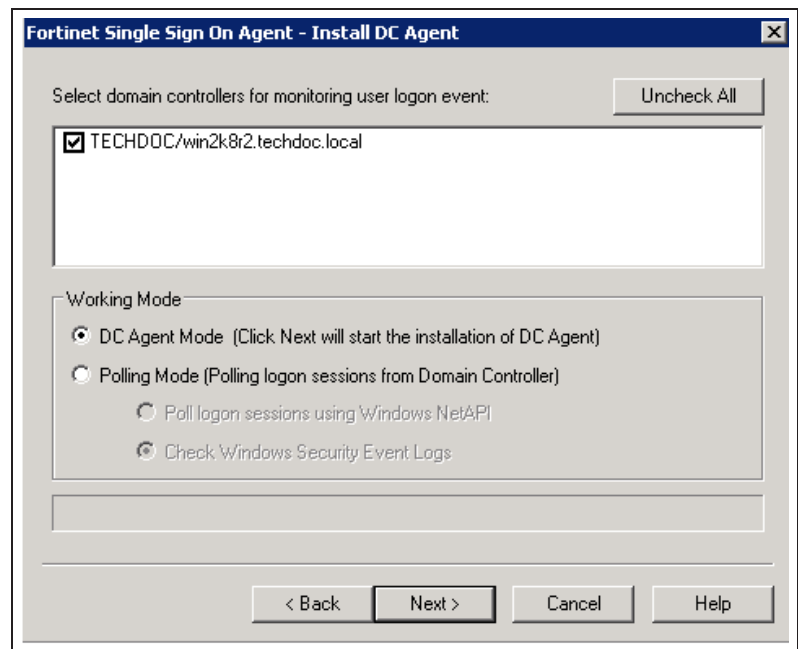 Fortinet Single Sign On Agent - Install DC Agent
Select domain controllers for monitoring user logon event:
Uncheck All
TECHDOC/win2k8r2.techdoc.local
Working Mode
DC Agent Mode (Click Next will start the installation of DC Agent)
Polling Mode (Polling logon sessions from Domain Controller)
Poll logon sessions using Windows NetAPI
Check Windows Security Event Logs
< Back
Next >
Cancel
Help